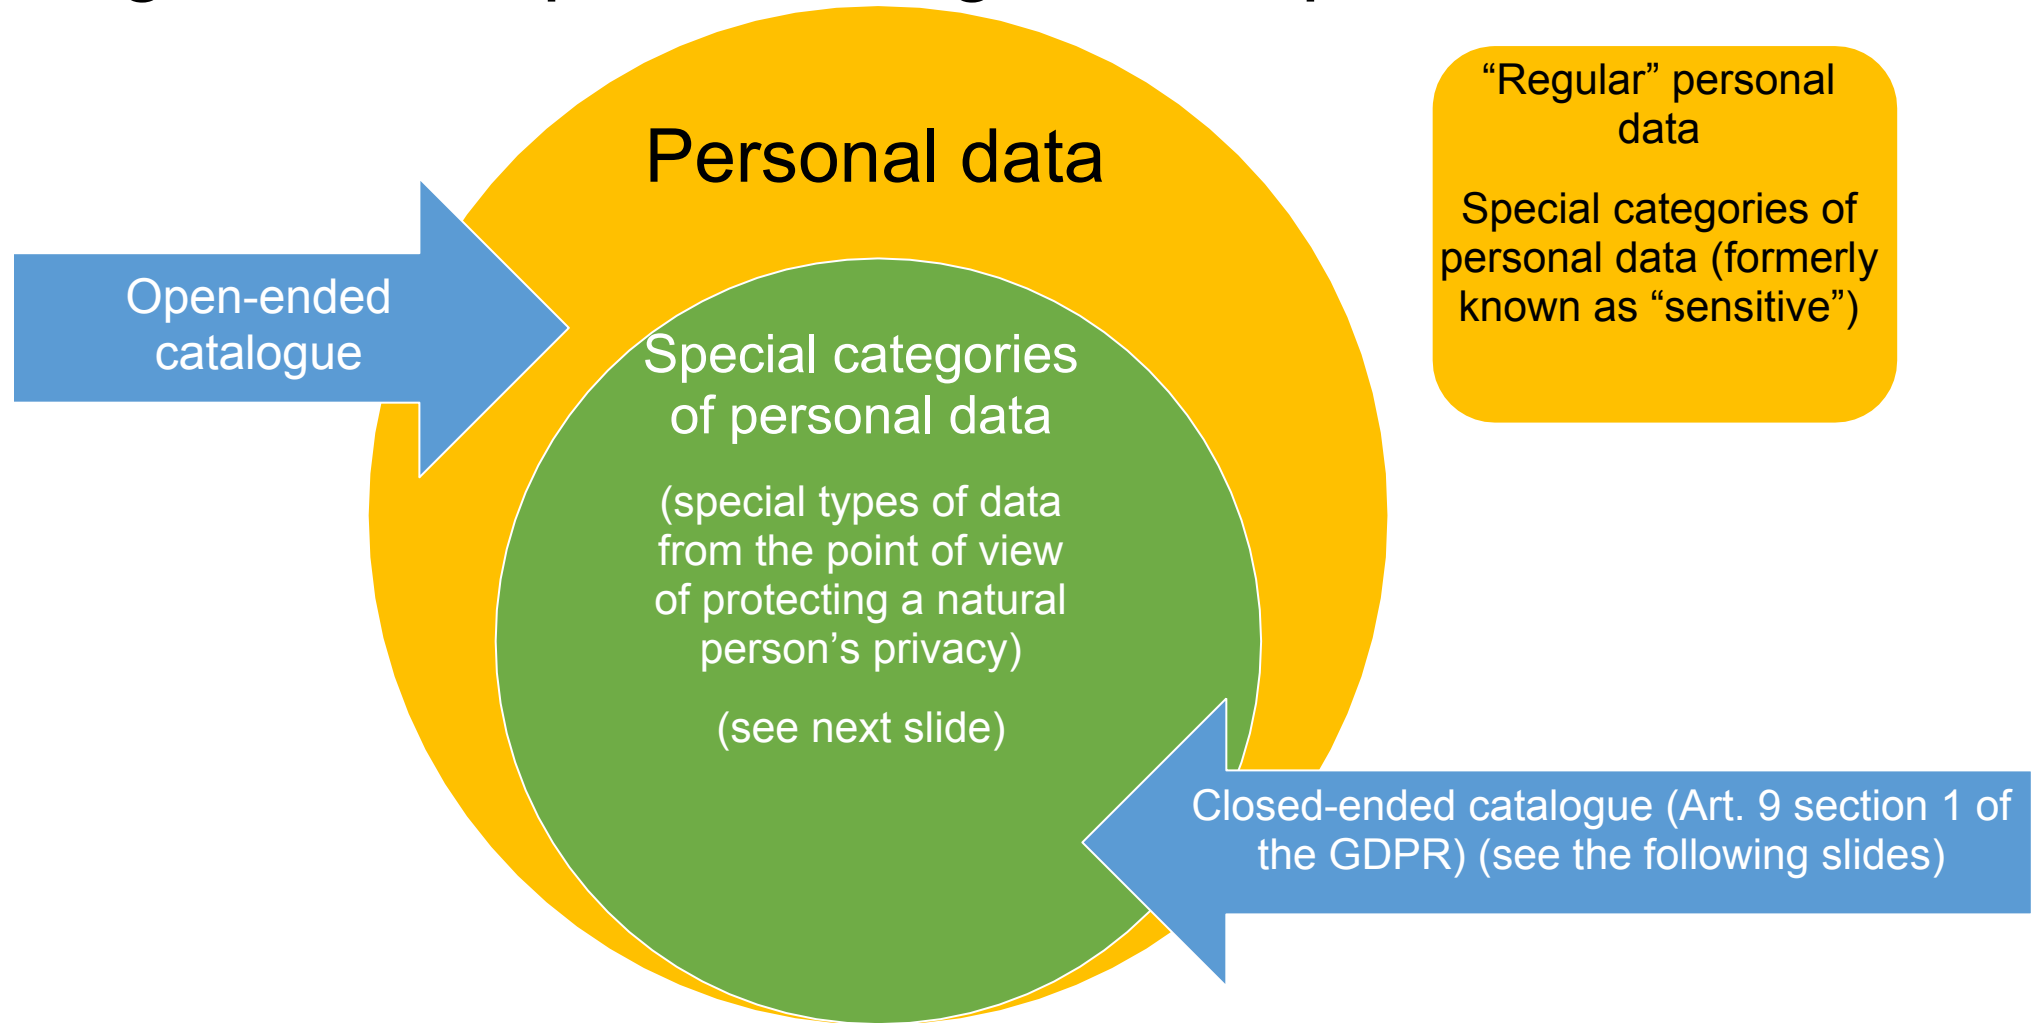 Personal data
“Regular” personal
data
Special categories of
personal data (formerly
known as “sensitive”)
Open-ended
catalogue
Special categories
of personal data
(special types of data
from the point of view
of protecting a natural
person’s privacy)
(see next slide)
Closed-ended catalogue (Art. 9 section 1 of
the GDPR) (see the following slides)